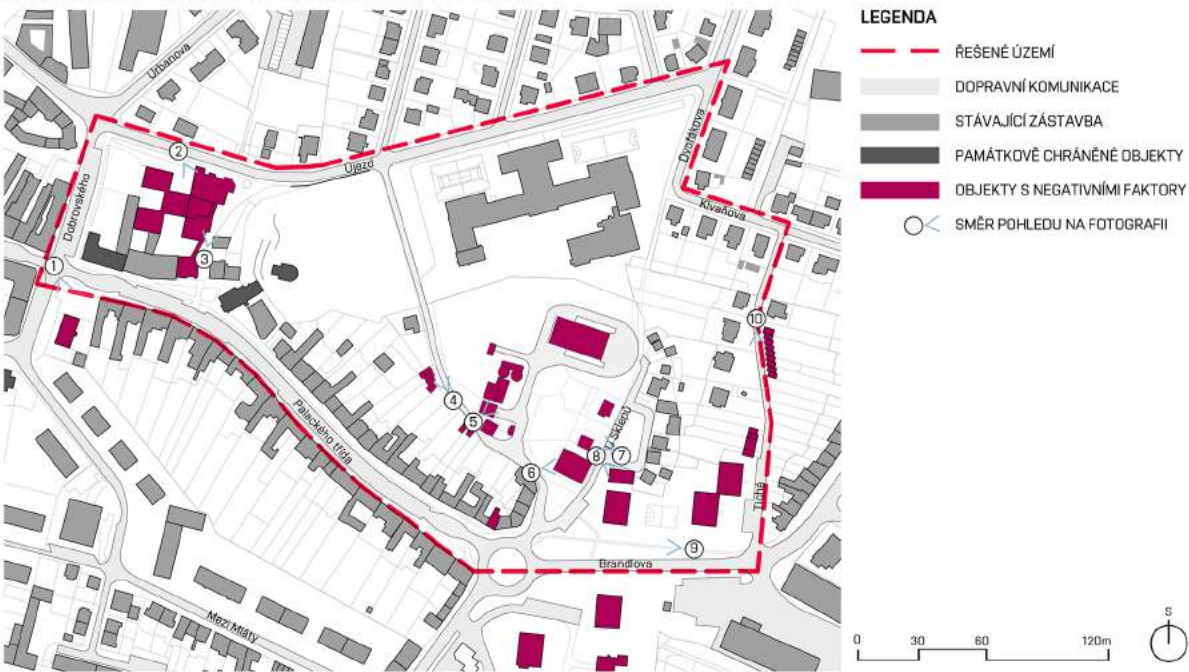 LEGENDA
ŘEŠENÉ ÚZEMÍ
DOPRAVNÍ KOMUNIKACE
STÁVAJÍCÍ ZÁSTAVBA
PAMÁTKOVĚ CHRÁNĚNÉ OBJEKTY
OBJEKTY S NEGATIVNÍMI FAKTORY
SMĚR POHLEDU NA FOTOGRAFII
Urbanova
2
Újezd
Dvořákova
Dobrovského
Klvaňova
3
1
10
4
5
U Sklepů
Palackého třída
8
7
6
Tichá
9
Brandlova
Mezi Mlaty
S
0
30
60
120m